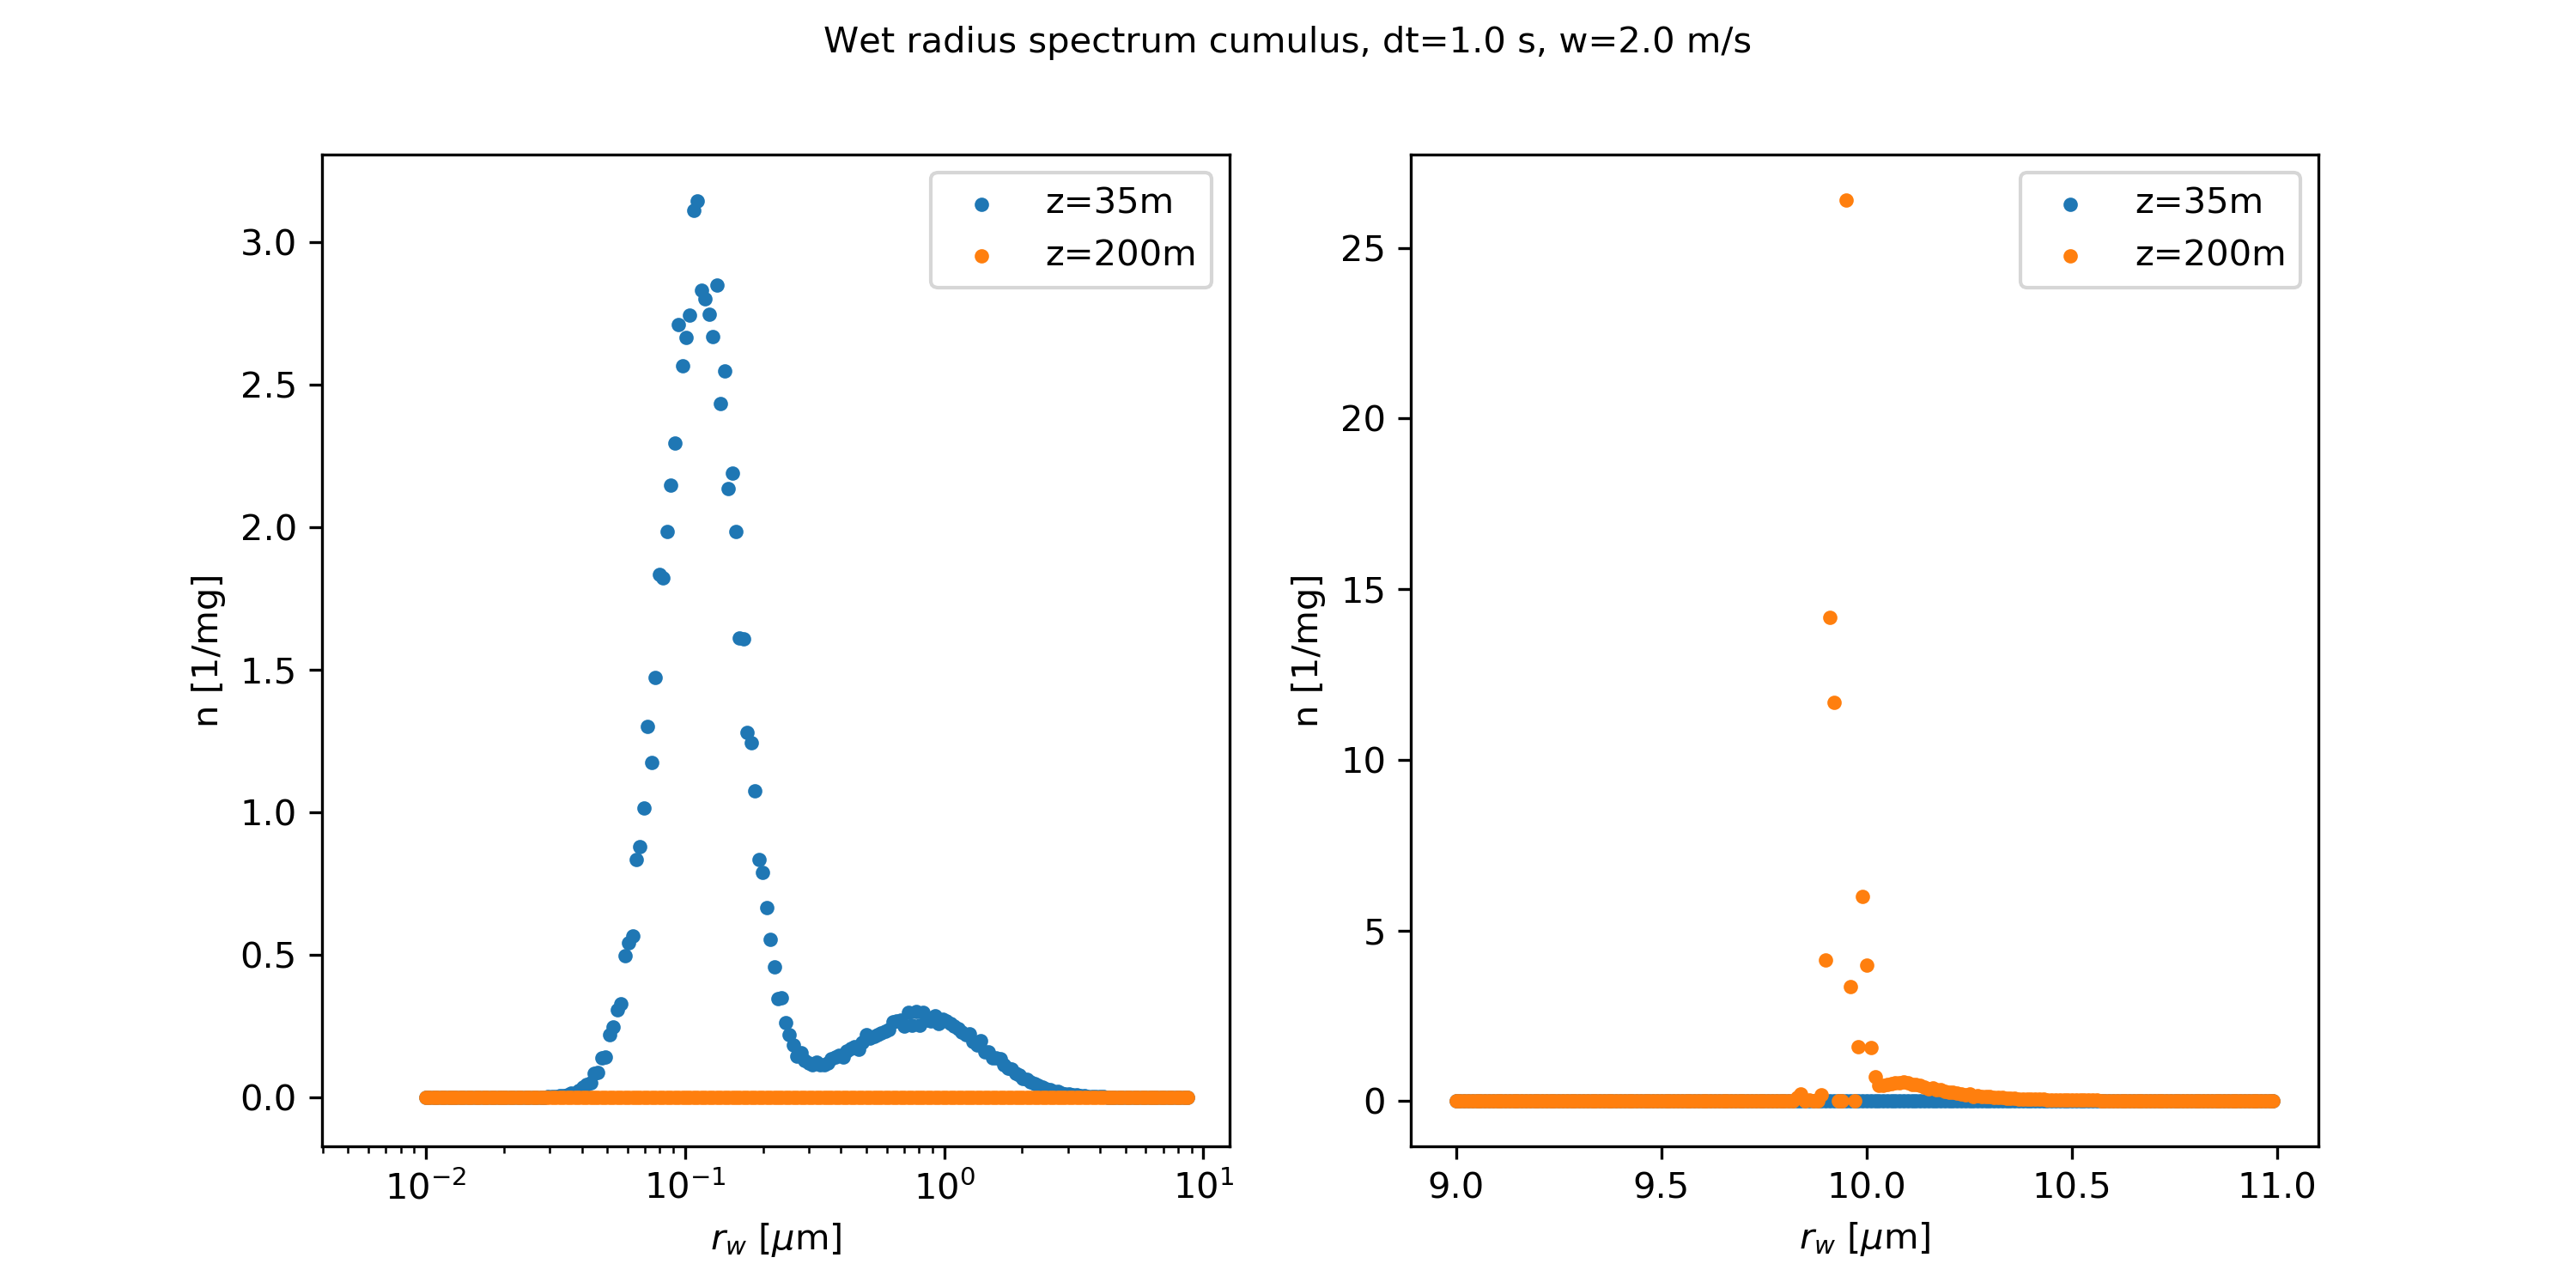 Wet radius spectrum cumulus, dt=1.0 s, w=2.0 m/s
z=35m
z=200m
3.0
2.5
2.0
1.5
1.0
0.5
0.0
n [1/mg]
10⁻²
10⁻¹
10⁰
10¹
r_w [μm]
z=35m
z=200m
25
20
15
10
5
0
n [1/mg]
9.0
9.5
10.0
10.5
11.0
r_w [μm]